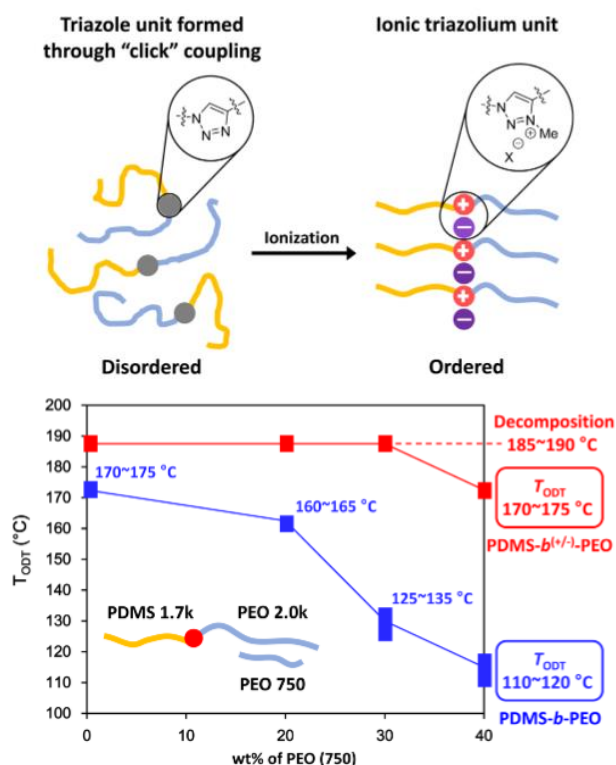 Triazole unit formed
through “click” coupling
Ionic triazolium unit
N
N
N
N
N
N
⊕
Me
⊖
X
Ionization
+
−
+
−
+
−
Disordered
Ordered
200
190
180
170
160
150
140
130
120
110
100
T_ODT (°C)
170~175 °C
160~165 °C
125~135 °C
Decomposition
185~190 °C
T_ODT
170~175 °C
PDMS-b(+/-)-PEO
T_ODT
110~120 °C
PDMS-b-PEO
PDMS 1.7k
PEO 2.0k
PEO 750
0
10
20
30
40
wt% of PEO (750)